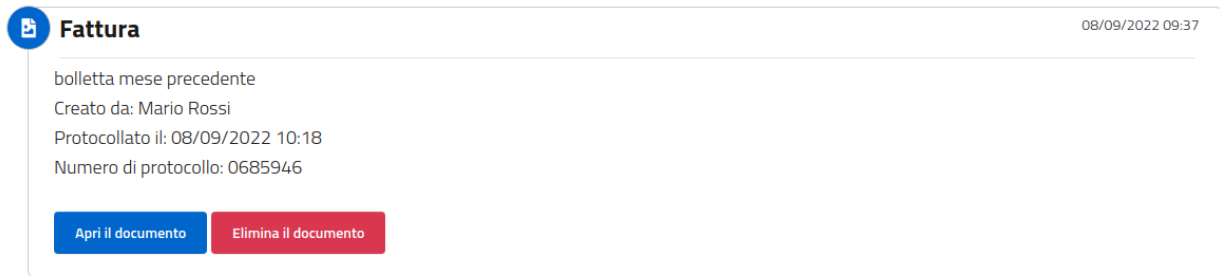 Fattura
08/09/2022 09:37
bolletta mese precedente
Creato da: Mario Rossi
Protocollato il: 08/09/2022 10:18
Numero di protocollo: 0685946
Apri il documento
Elimina il documento